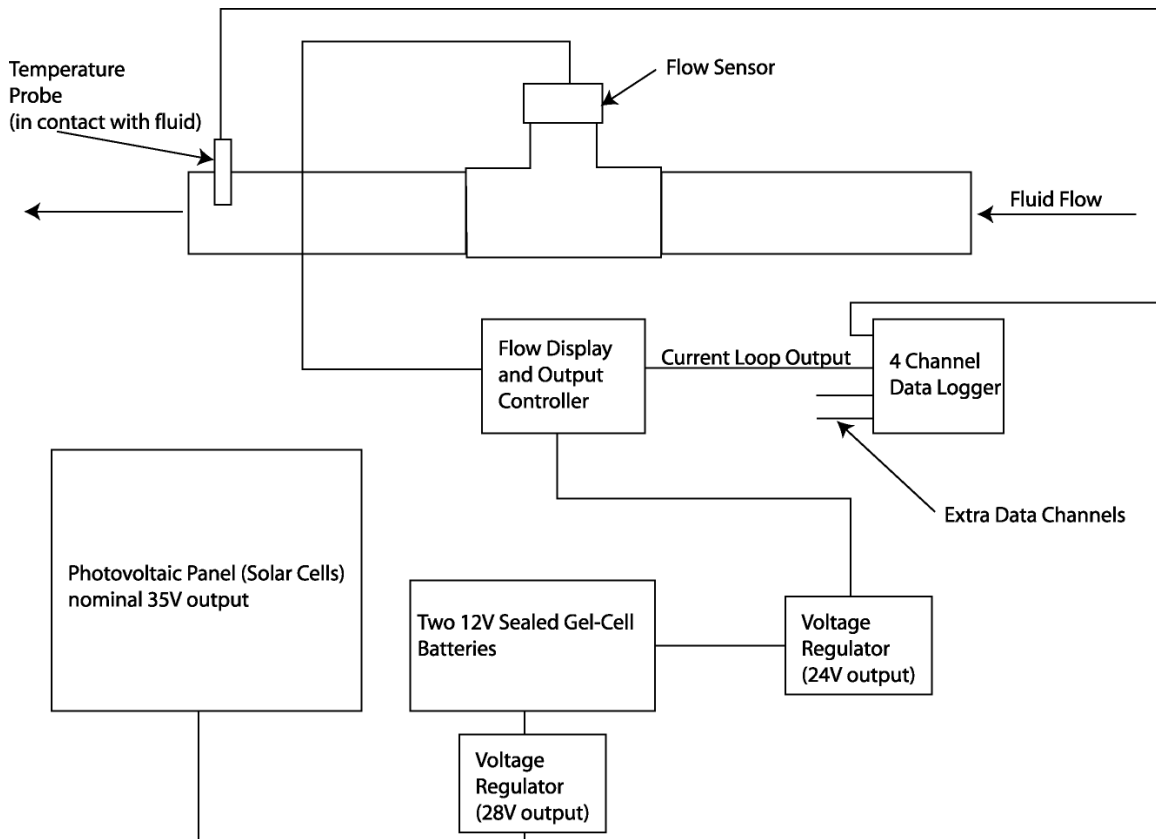 Temperature
Probe
(in contact with fluid)
Flow Sensor
Fluid Flow
Flow Display
and Output
Controller
Current Loop Output
4 Channel
Data Logger
Extra Data Channels
Photovoltaic Panel (Solar Cells)
nominal 35V output
Two 12V Sealed Gel-Cell
Batteries
Voltage
Regulator
(24V output)
Voltage
Regulator
(28V output)